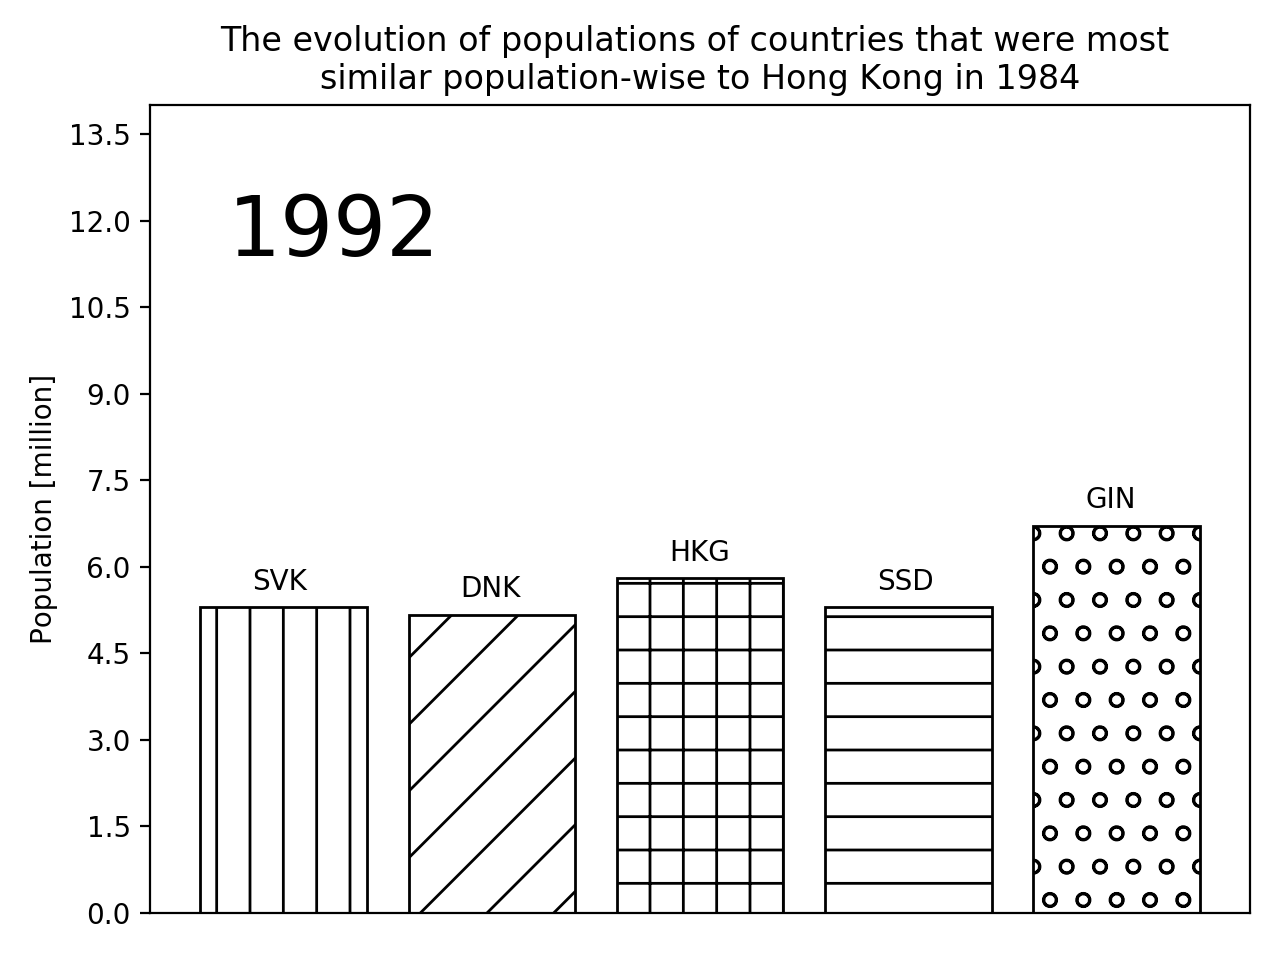 The evolution of populations of countries that were most
similar population-wise to Hong Kong in 1984
13.5
12.0
10.5
9.0
7.5
6.0
4.5
3.0
1.5
0.0
Population [million]
1992
SVK
DNK
HKG
SSD
GIN